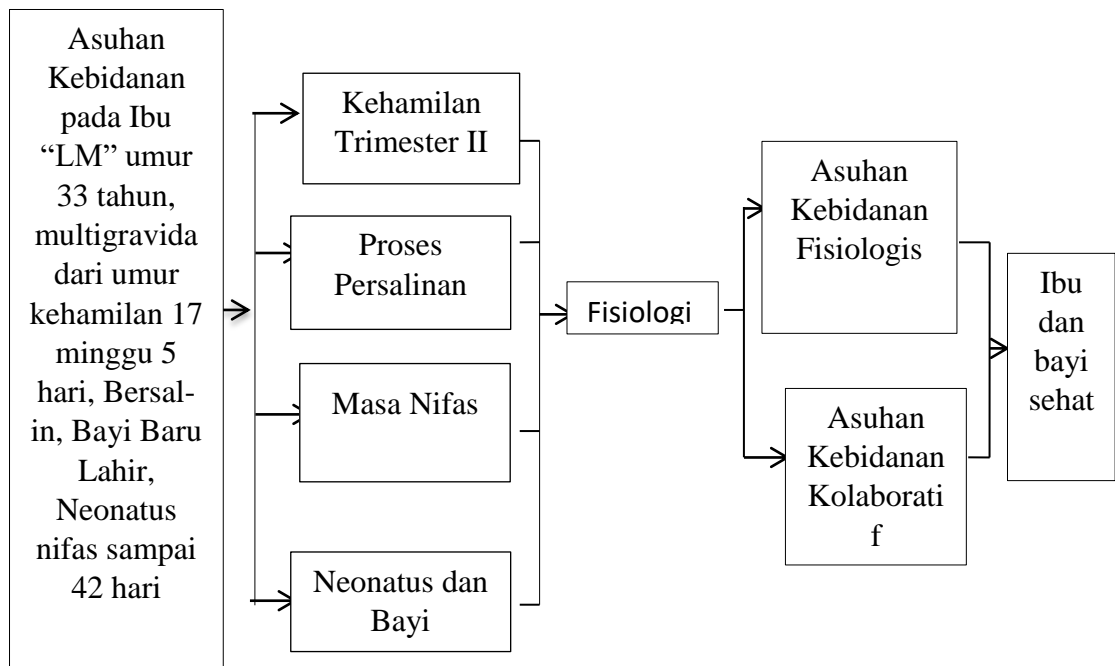 Asuhan
Kebidanan
pada Ibu
“LM” umur
33 tahun,
multigravida
dari umur
kehamilan 17
minggu 5
hari, Bersal-
in, Bayi Baru
Lahir,
Neonatus
nifas sampai
42 hari
Kehamilan
Trimester II
Proses
Persalinan
Masa Nifas
Neonatus dan
Bayi
Fisiologi
Asuhan
Kebidanan
Fisiologis
Asuhan
Kebidanan
Kolaborati
f
Ibu
dan
bayi
sehat